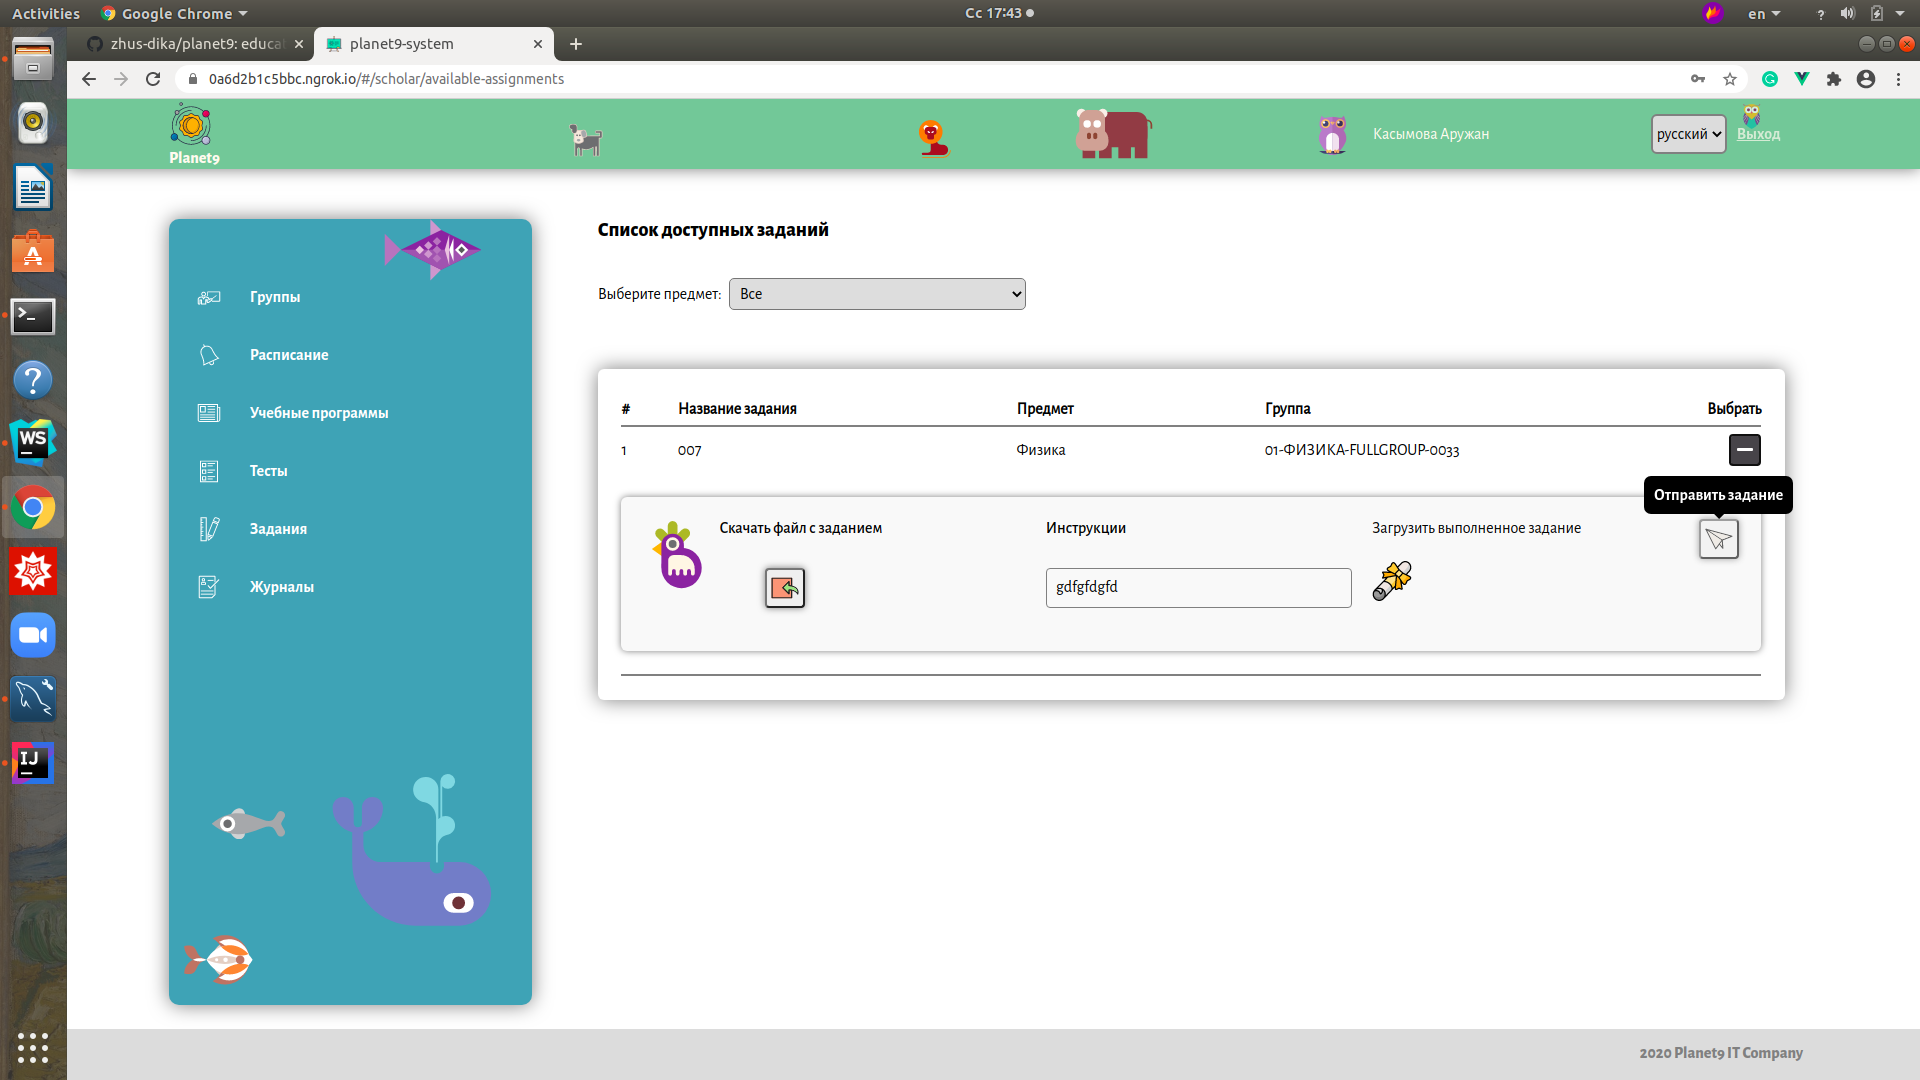 Activities
Google Chrome
Сс 17:43
en
zhus-dika/planet9: educat
planet9-system
0a6d2b1c5bbc.ngrok.io/#/scholar/available-assignments
Planet9
Касымова Аружан
русский
Выход
Группы
Расписание
Учебные программы
Тесты
Задания
Журналы
Список доступных заданий
Выберите предмет: Все
# Название задания Предмет Группа Выбрать
1 007 Физика 01-ФИЗИКА-FULLGROUP-0033
Отправить задание
Скачать файл с заданием Инструкции Загрузить выполненное задание
gdfgfdgfd
WS
IJ
2020 Planet9 IT Company